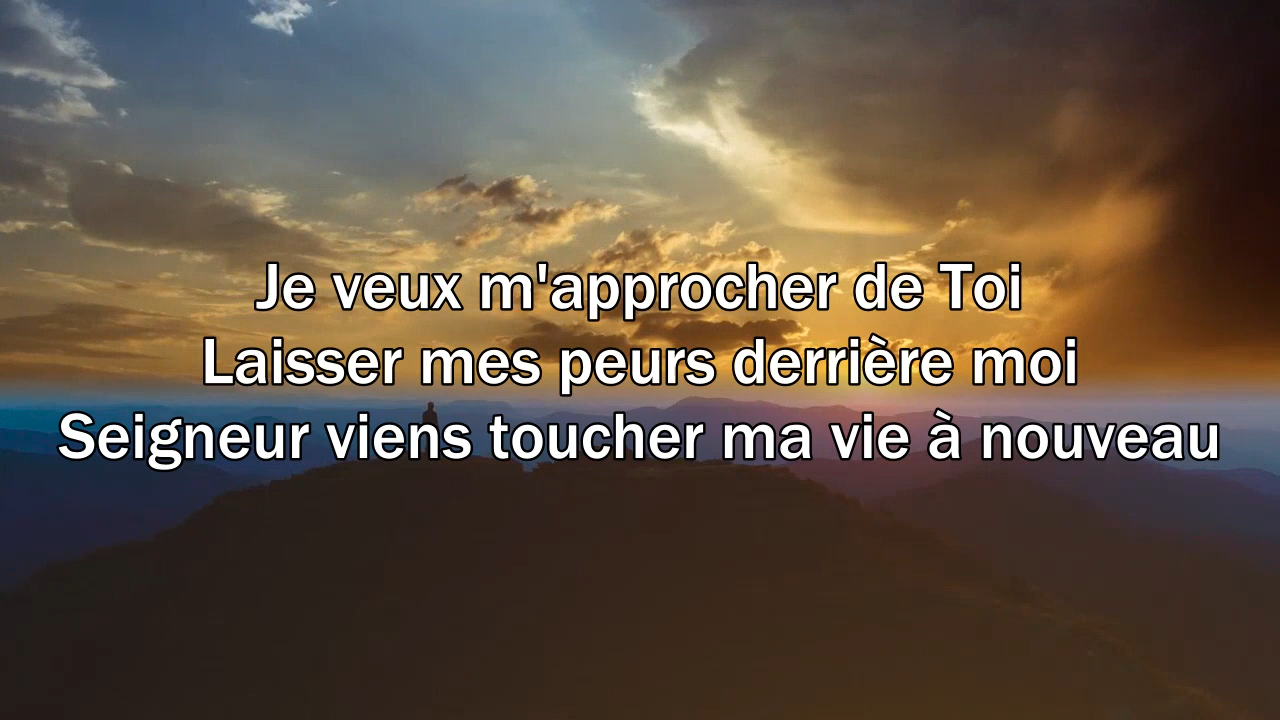 Je veux m'approcher de Toi
Laisser mes peurs derrière moi
Seigneur viens toucher ma vie à nouveau